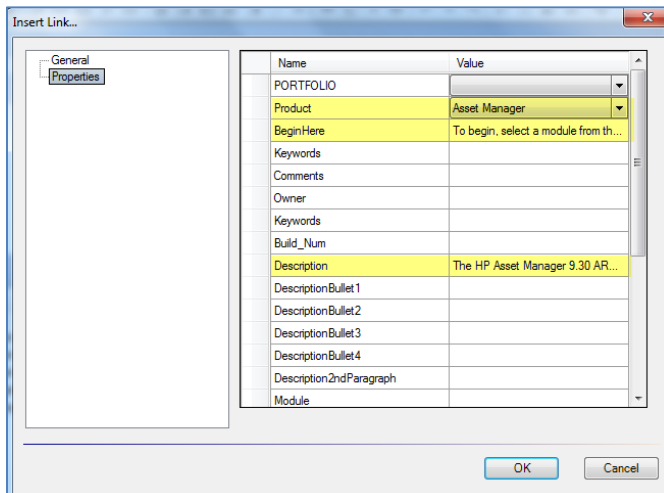 Insert Link...
General
Properties
Name Value
PORTFOLIO
Product Asset Manager
BeginHere To begin, select a module from th...
Keywords
Comments
Owner
Keywords
Build_Num
Description The HP Asset Manager 9.30 AR...
DescriptionBullet1
DescriptionBullet2
DescriptionBullet3
DescriptionBullet4
Description2ndParagraph
Module
OK Cancel